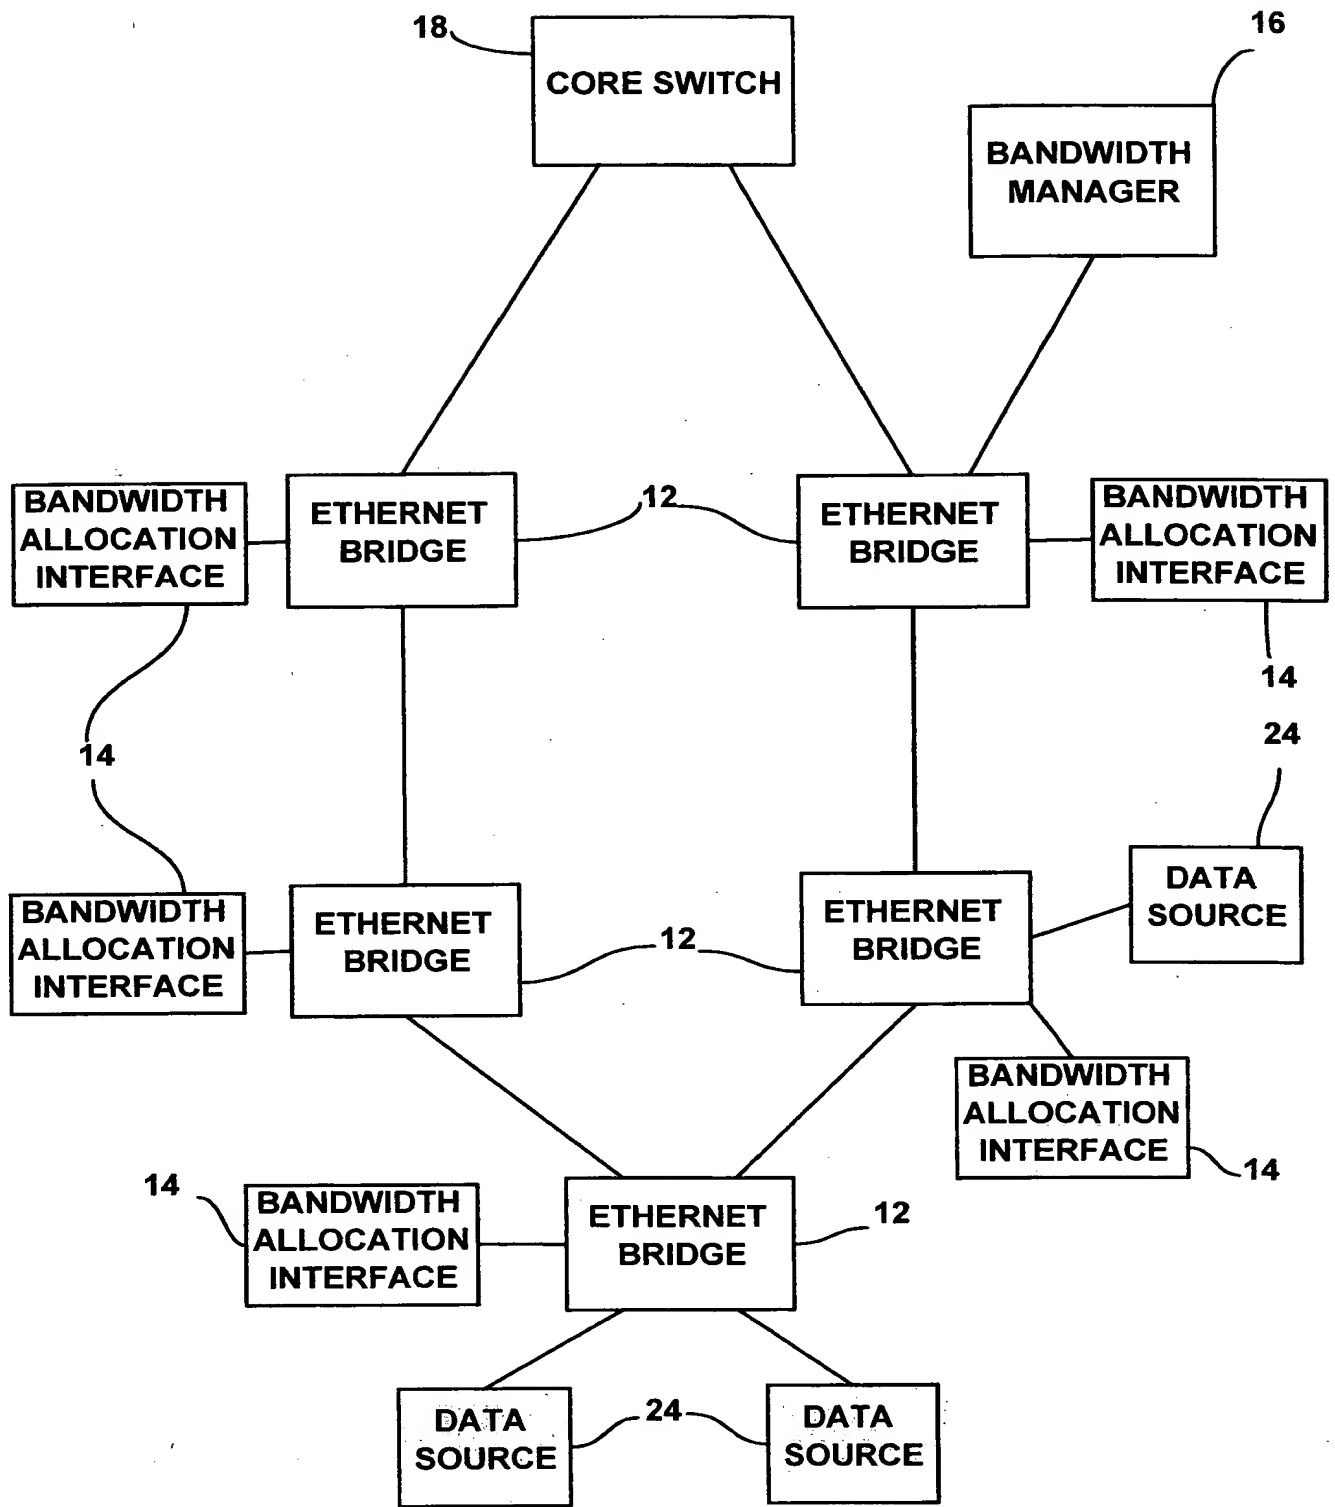 18
CORE SWITCH
16
BANDWIDTH
MANAGER
BANDWIDTH
ALLOCATION
INTERFACE
ETHERNET
BRIDGE
12
ETHERNET
BRIDGE
BANDWIDTH
ALLOCATION
INTERFACE
14
14
24
BANDWIDTH
ALLOCATION
INTERFACE
ETHERNET
BRIDGE
12
ETHERNET
BRIDGE
DATA
SOURCE
BANDWIDTH
ALLOCATION
INTERFACE
14
14
BANDWIDTH
ALLOCATION
INTERFACE
ETHERNET
BRIDGE
12
DATA
SOURCE
24
DATA
SOURCE